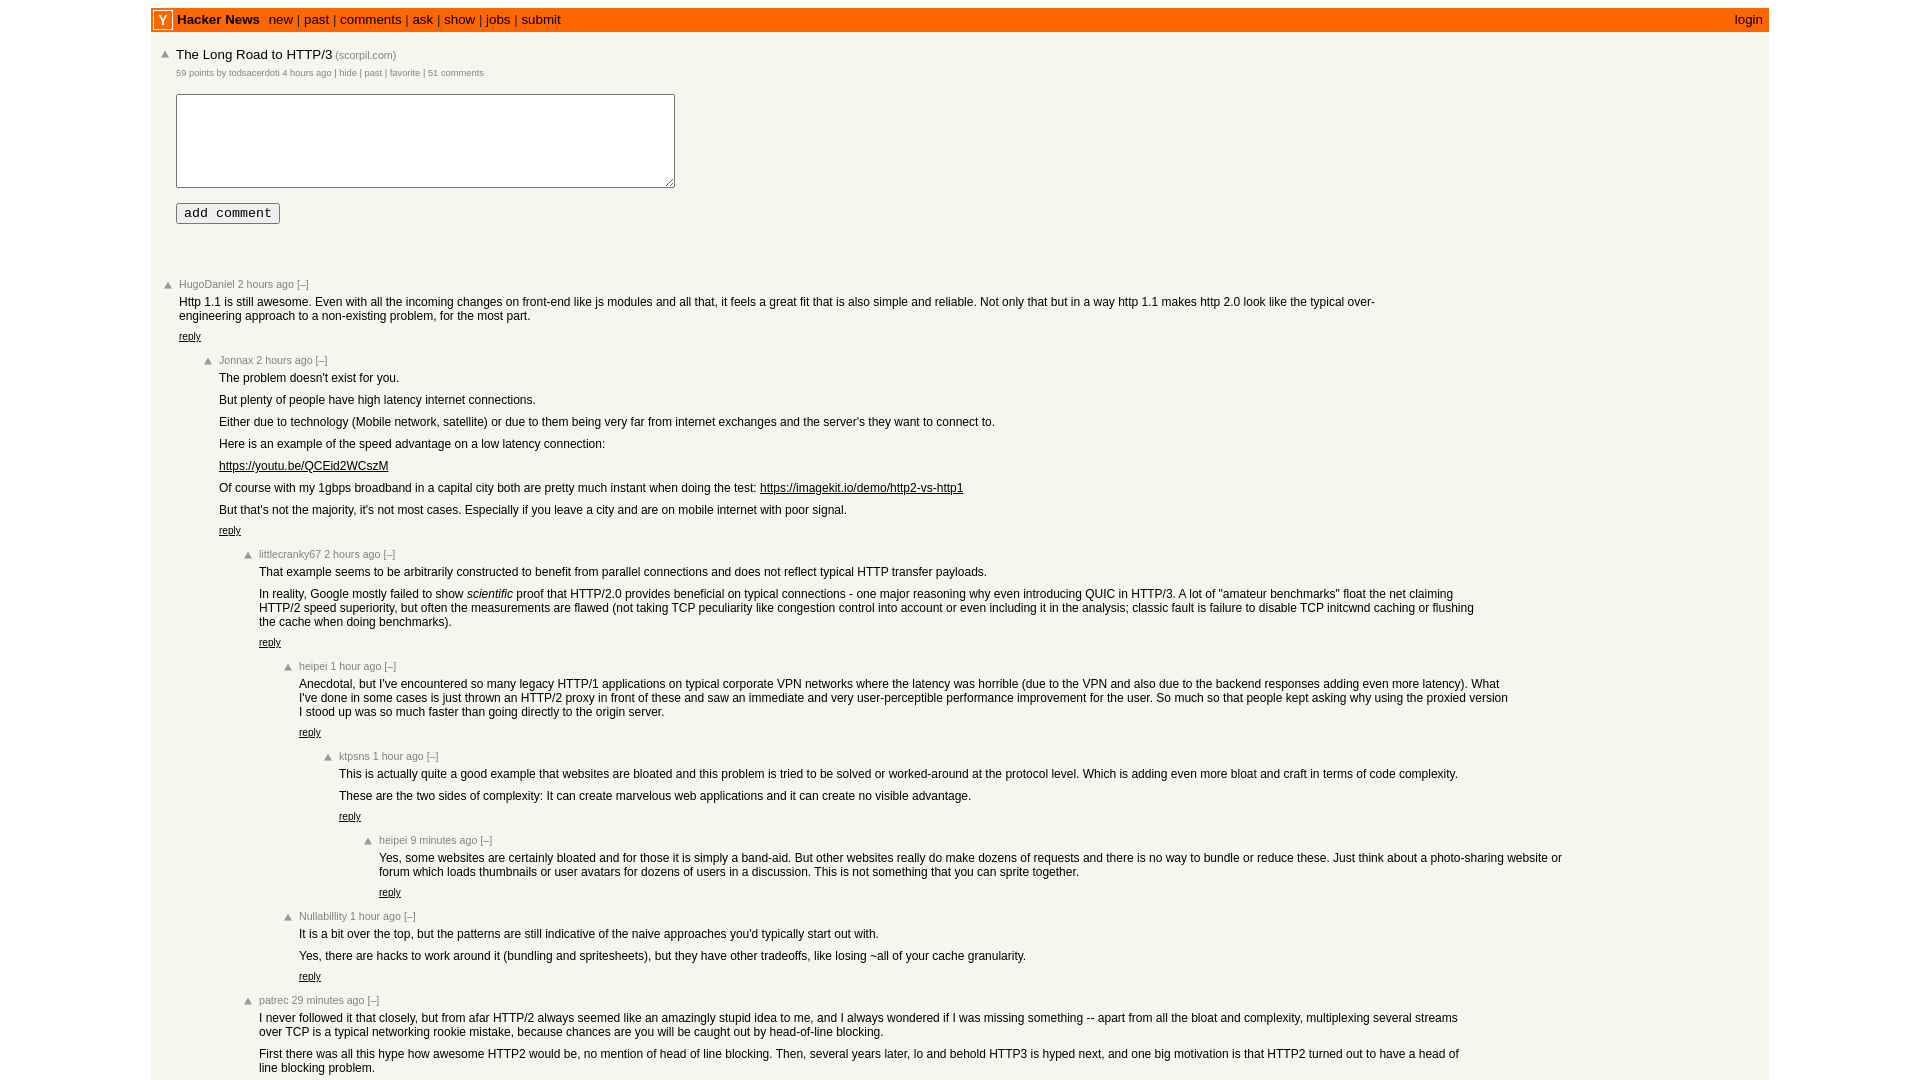 Y Hacker News new | past | comments | ask | show | jobs | submit login
The Long Road to HTTP/3 (scorpil.com)
59 points by todsacerdoti 4 hours ago | hide | past | favorite | 51 comments
add comment
HugoDaniel 2 hours ago [–]
Http 1.1 is still awesome. Even with all the incoming changes on front-end like js modules and all that, it feels a great fit that is also simple and reliable. Not only that but in a way http 1.1 makes http 2.0 look like the typical over-
engineering approach to a non-existing problem, for the most part.
reply
Jonnax 2 hours ago [–]
The problem doesn't exist for you.
But plenty of people have high latency internet connections.
Either due to technology (Mobile network, satellite) or due to them being very far from internet exchanges and the server's they want to connect to.
Here is an example of the speed advantage on a low latency connection:
https://youtu.be/QCEid2WCszM
Of course with my 1gbps broadband in a capital city both are pretty much instant when doing the test: https://imagekit.io/demo/http2-vs-http1
But that's not the majority, it's not most cases. Especially if you leave a city and are on mobile internet with poor signal.
reply
littlecranky67 2 hours ago [–]
That example seems to be arbitrarily constructed to benefit from parallel connections and does not reflect typical HTTP transfer payloads.
In reality, Google mostly failed to show scientific proof that HTTP/2.0 provides beneficial on typical connections - one major reasoning why even introducing QUIC in HTTP/3. A lot of "amateur benchmarks" float the net claiming
HTTP/2 speed superiority, but often the measurements are flawed (not taking TCP peculiarity like congestion control into account or even including it in the analysis; classic fault is failure to disable TCP initcwnd caching or flushing
the cache when doing benchmarks).
reply
heipei 1 hour ago [–]
Anecdotal, but I've encountered so many legacy HTTP/1 applications on typical corporate VPN networks where the latency was horrible (due to the VPN and also due to the backend responses adding even more latency). What
I've done in some cases is just thrown an HTTP/2 proxy in front of these and saw an immediate and very user-perceptible performance improvement for the user. So much so that people kept asking why using the proxied version
I stood up was so much faster than going directly to the origin server.
reply
ktpsns 1 hour ago [–]
This is actually quite a good example that websites are bloated and this problem is tried to be solved or worked-around at the protocol level. Which is adding even more bloat and craft in terms of code complexity.
These are the two sides of complexity: It can create marvelous web applications and it can create no visible advantage.
reply
heipei 9 minutes ago [–]
Yes, some websites are certainly bloated and for those it is simply a band-aid. But other websites really do make dozens of requests and there is no way to bundle or reduce these. Just think about a photo-sharing website or
forum which loads thumbnails or user avatars for dozens of users in a discussion. This is not something that you can sprite together.
reply
Nullabillity 1 hour ago [–]
It is a bit over the top, but the patterns are still indicative of the naive approaches you'd typically start out with.
Yes, there are hacks to work around it (bundling and spritesheets), but they have other tradeoffs, like losing ~all of your cache granularity.
reply
patrec 29 minutes ago [–]
I never followed it that closely, but from afar HTTP/2 always seemed like an amazingly stupid idea to me, and I always wondered if I was missing something -- apart from all the bloat and complexity, multiplexing several streams
over TCP is a typical networking rookie mistake, because chances are you will be caught out by head-of-line blocking.
First there was all this hype how awesome HTTP2 would be, no mention of head of line blocking. Then, several years later, lo and behold HTTP3 is hyped next, and one big motivation is that HTTP2 turned out to have a head of
line blocking problem.